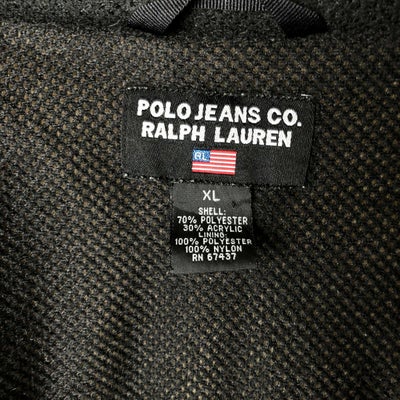 POLO JEANS CO.
RALPH LAUREN
RL
XL
SHELL:
70% POLYESTER
30% ACRYLIC
LINING:
100% POLYESTER
100% NYLON
RN 67437